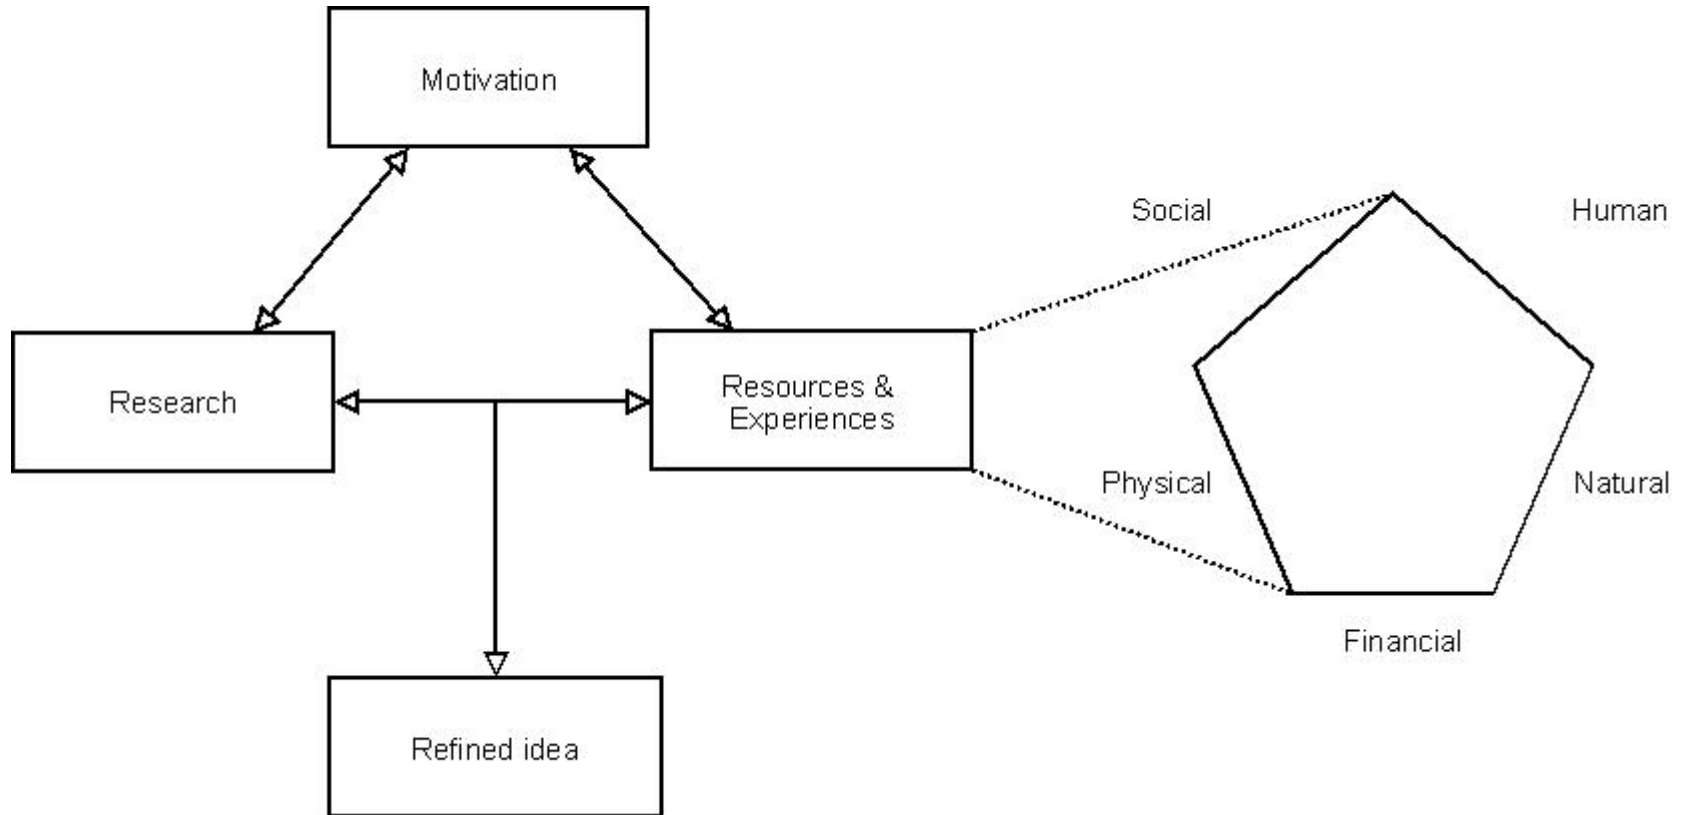 Motivation
Social
Human
Research
Resources &
Experiences
Physical
Natural
Financial
Refined idea